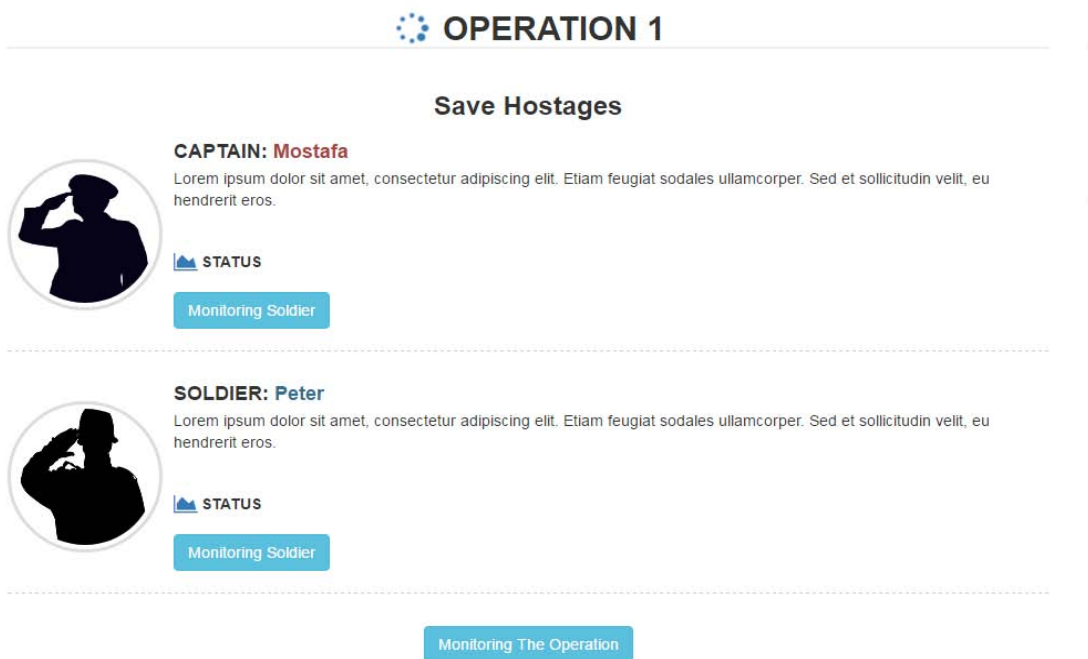 OPERATION 1
Save Hostages
CAPTAIN: Mostafa
Lorem ipsum dolor sit amet, consectetur adipiscing elit. Etiam feugiat sodales ullamcorper. Sed et sollicitudin velit, eu
hendrerit eros.
STATUS
Monitoring Soldier
SOLDIER: Peter
Lorem ipsum dolor sit amet, consectetur adipiscing elit. Etiam feugiat sodales ullamcorper. Sed et sollicitudin velit, eu
hendrerit eros.
STATUS
Monitoring Soldier
Monitoring The Operation